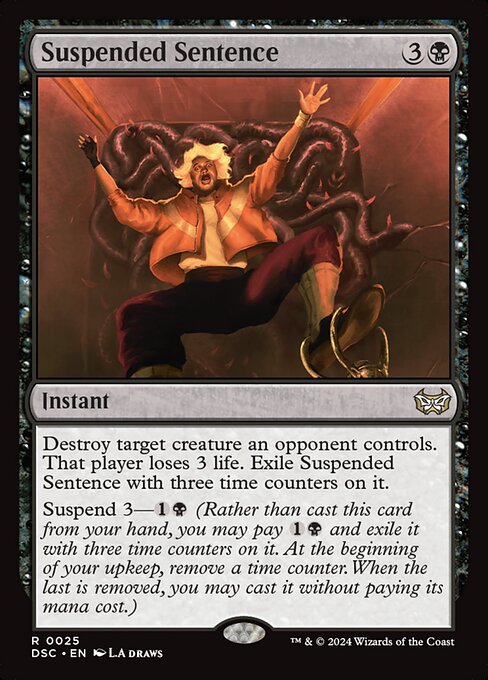 Suspended Sentence 3
Instant
Destroy target creature an opponent controls.
That player loses 3 life. Exile Suspended
Sentence with three time counters on it.
Suspend 3—1 (Rather than cast this card
from your hand, you may pay 1 and exile it
with three time counters on it. At the beginning
of your upkeep, remove a time counter. When the
last is removed, you may cast it without paying its
mana cost.)
R 0025
DSC • EN L.A DRAWS
™ & © 2024 Wizards of the Coast